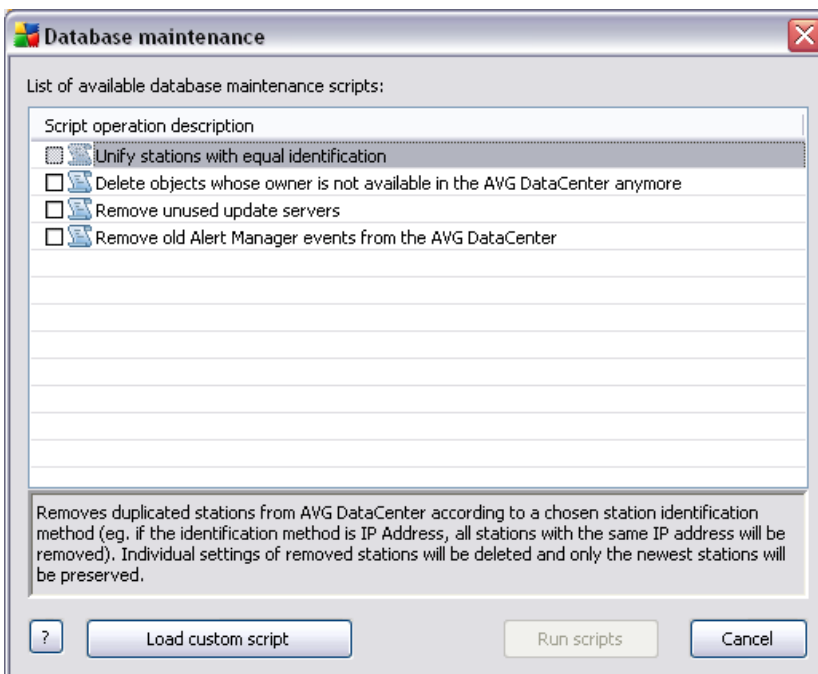 Database maintenance
List of available database maintenance scripts:
Script operation description
Unify stations with equal identification
Delete objects whose owner is not available in the AVG DataCenter anymore
Remove unused update servers
Remove old Alert Manager events from the AVG DataCenter
Removes duplicated stations from AVG DataCenter according to a chosen station identification
method (eg. if the identification method is IP Address, all stations with the same IP address will be
removed). Individual settings of removed stations will be deleted and only the newest stations will
be preserved.
? Load custom script Run scripts Cancel